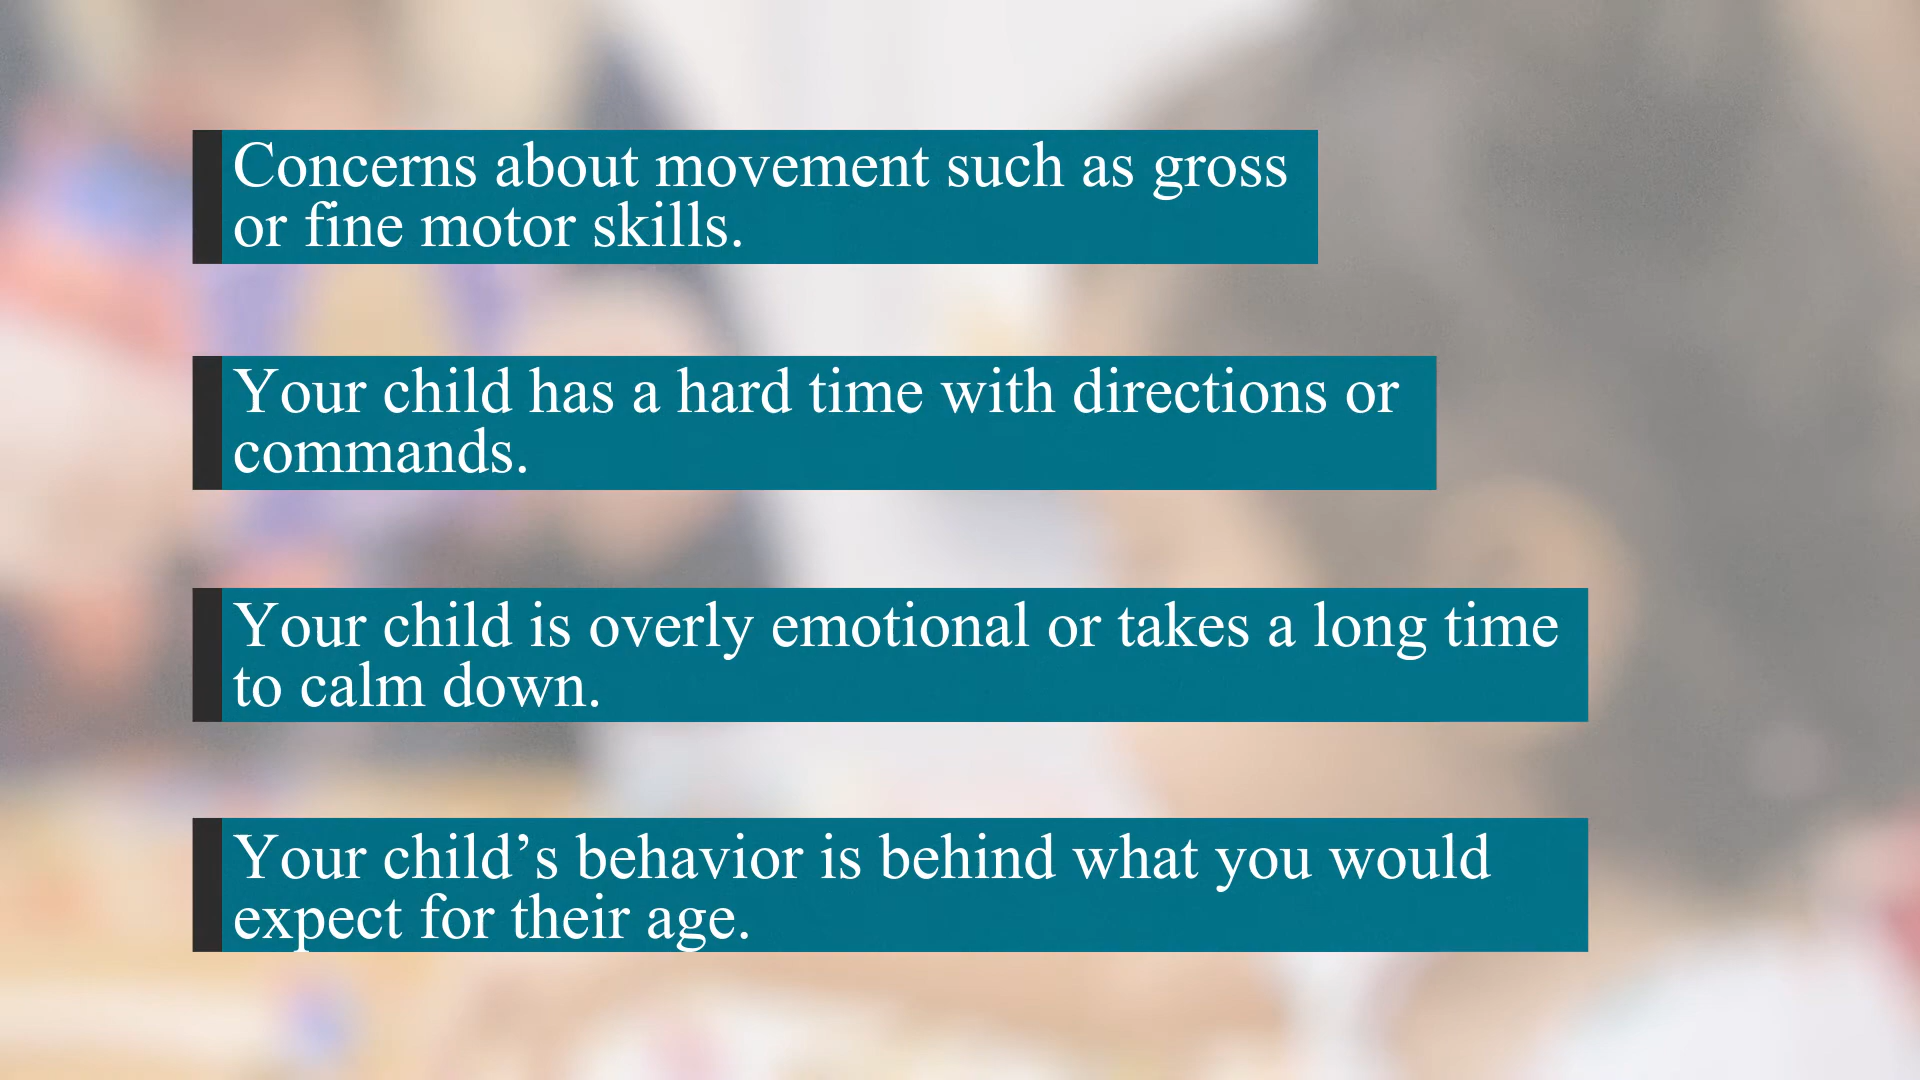 Concerns about movement such as gross
or fine motor skills.
Your child has a hard time with directions or
commands.
Your child is overly emotional or takes a long time
to calm down.
Your child’s behavior is behind what you would
expect for their age.